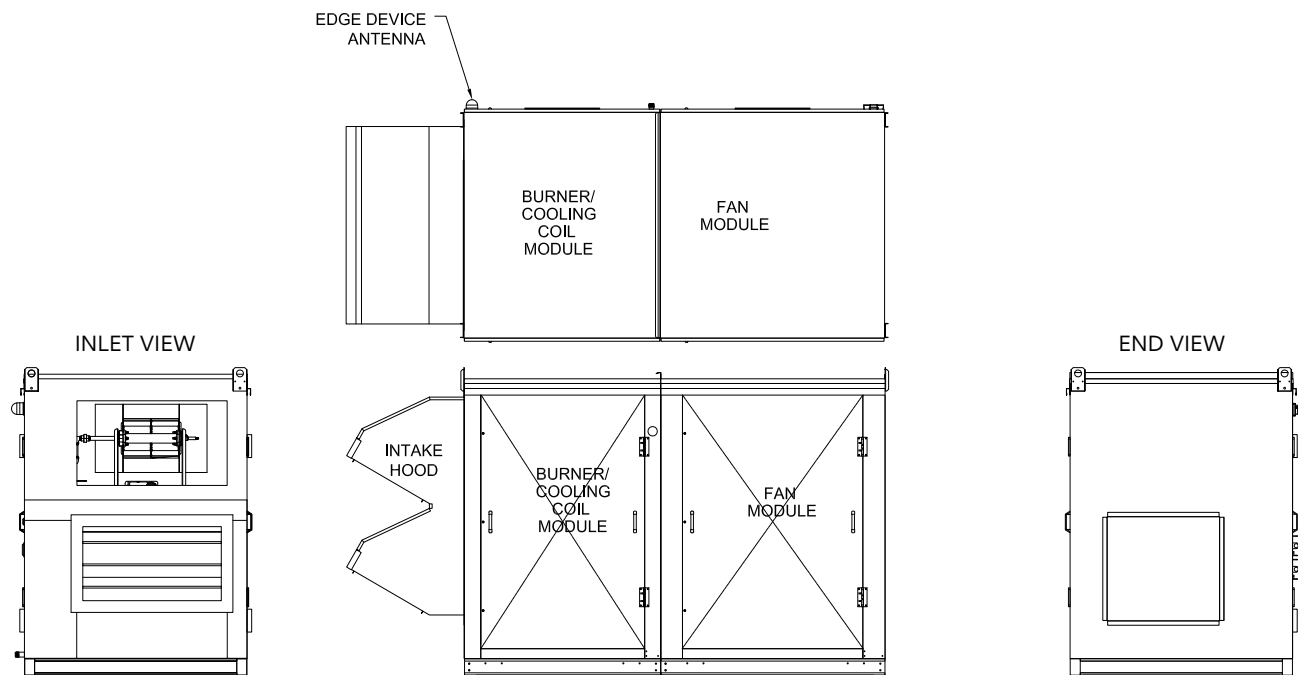 EDGE DEVICE
ANTENNA
BURNER/
COOLING
COIL
MODULE
FAN
MODULE
INLET VIEW
END VIEW
INTAKE
HOOD
BURNER/
COOLING
COIL
MODULE
FAN
MODULE